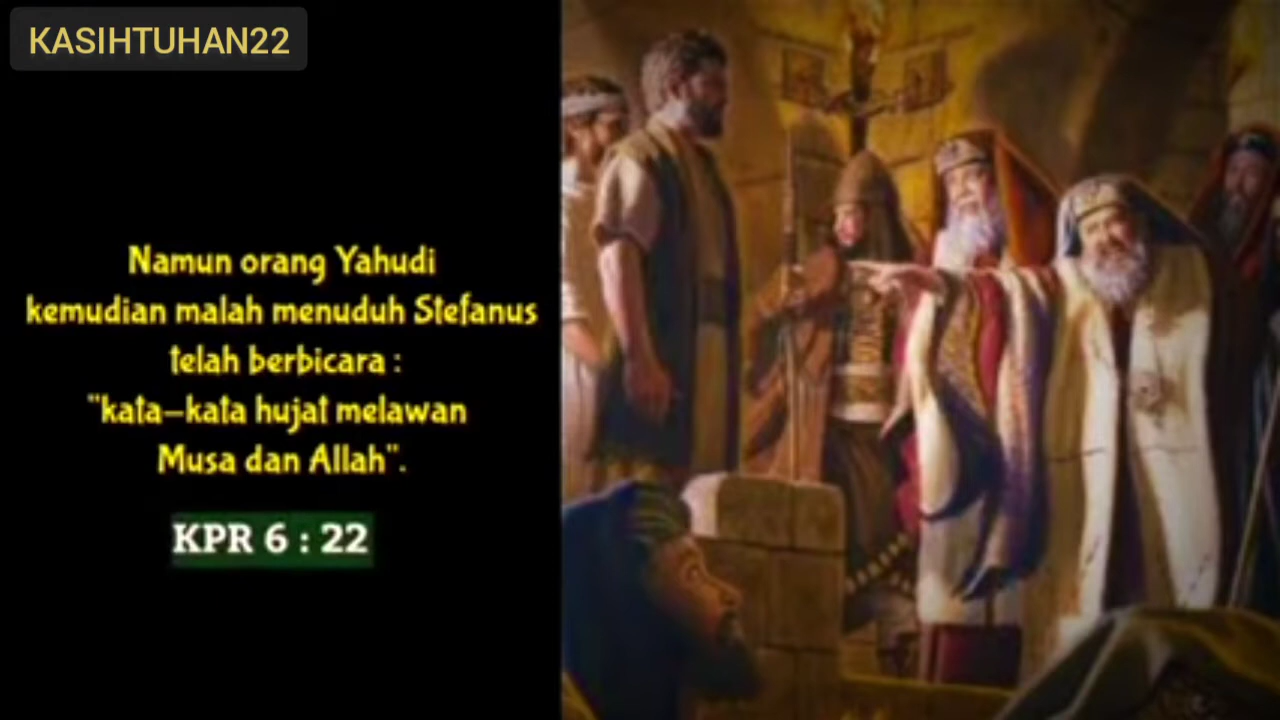 KASIHTUHAN22
Namun orang Yahudi
kemudian malah menuduh Stefanus
telah berbicara :
"kata-kata hujat melawan
Musa dan Allah".
KPR 6 : 22